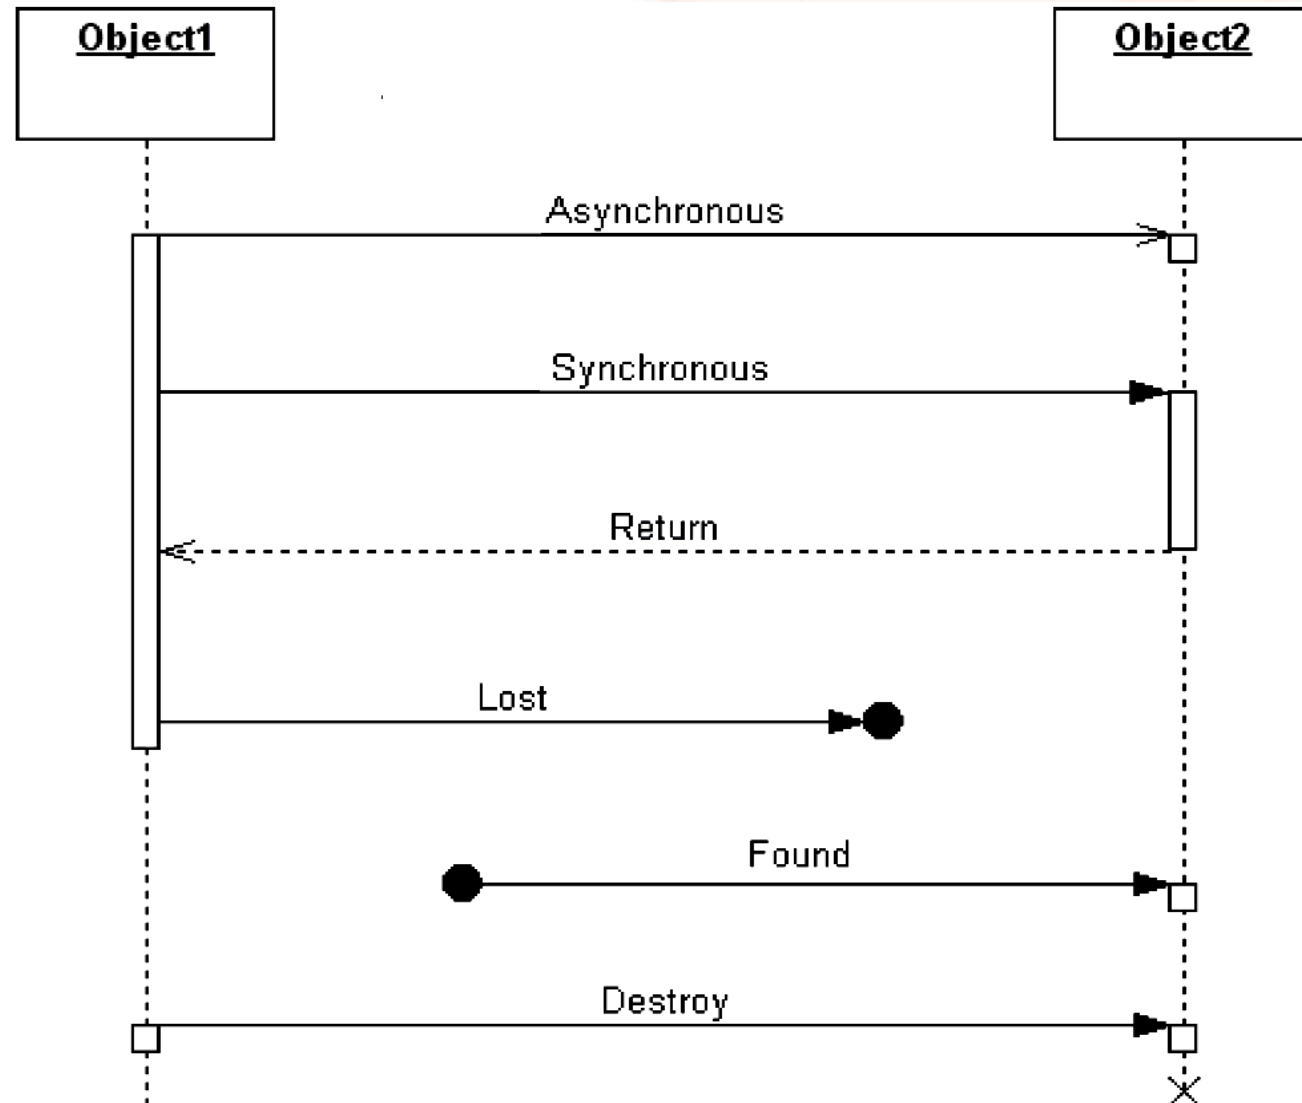 Object1
Object2
Asynchronous
Synchronous
Return
Lost
Found
Destroy